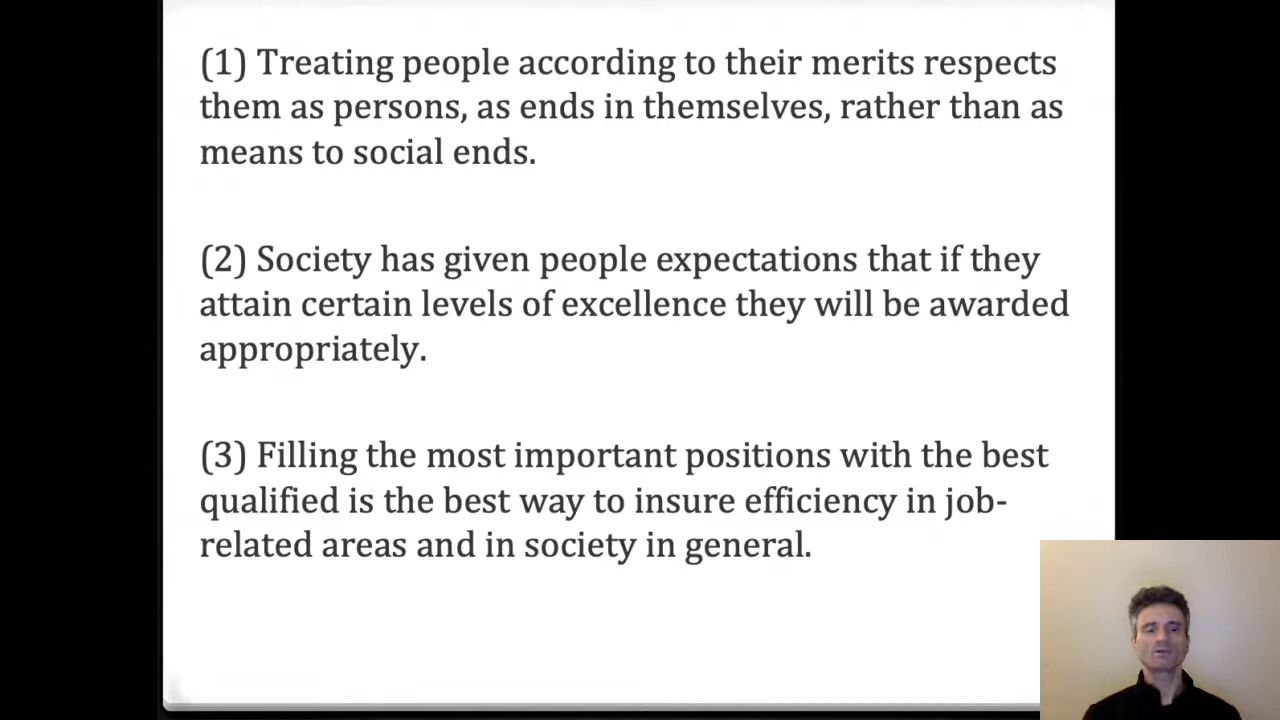 (1) Treating people according to their merits respects
them as persons, as ends in themselves, rather than as
means to social ends.
(2) Society has given people expectations that if they
attain certain levels of excellence they will be awarded
appropriately.
(3) Filling the most important positions with the best
qualified is the best way to insure efficiency in job-
related areas and in society in general.